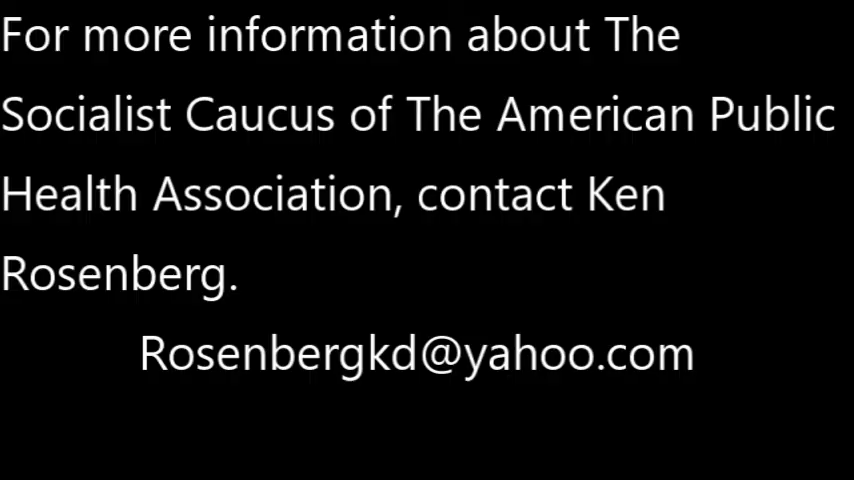 For more information about The
Socialist Caucus of The American Public
Health Association, contact Ken
Rosenberg.
Rosenbergkd@yahoo.com